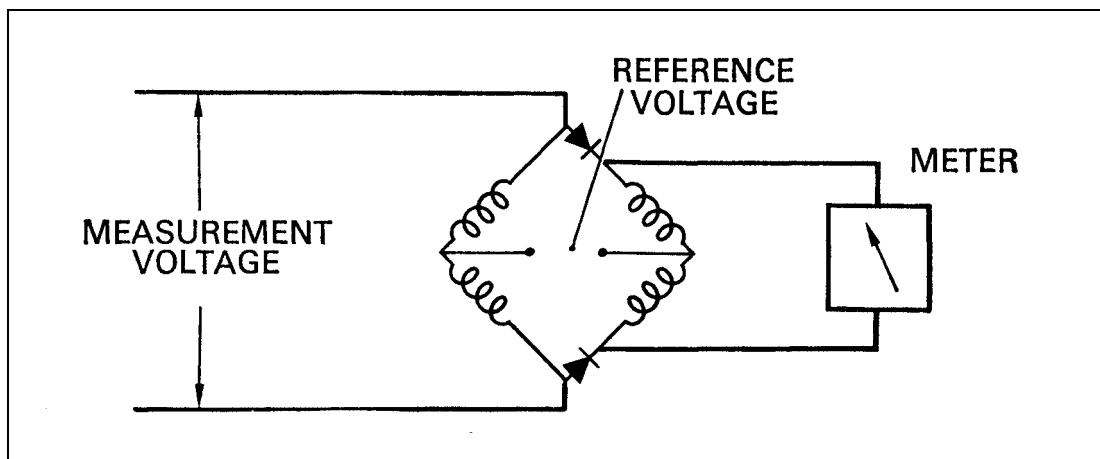 REFERENCE
VOLTAGE
METER
MEASUREMENT
VOLTAGE